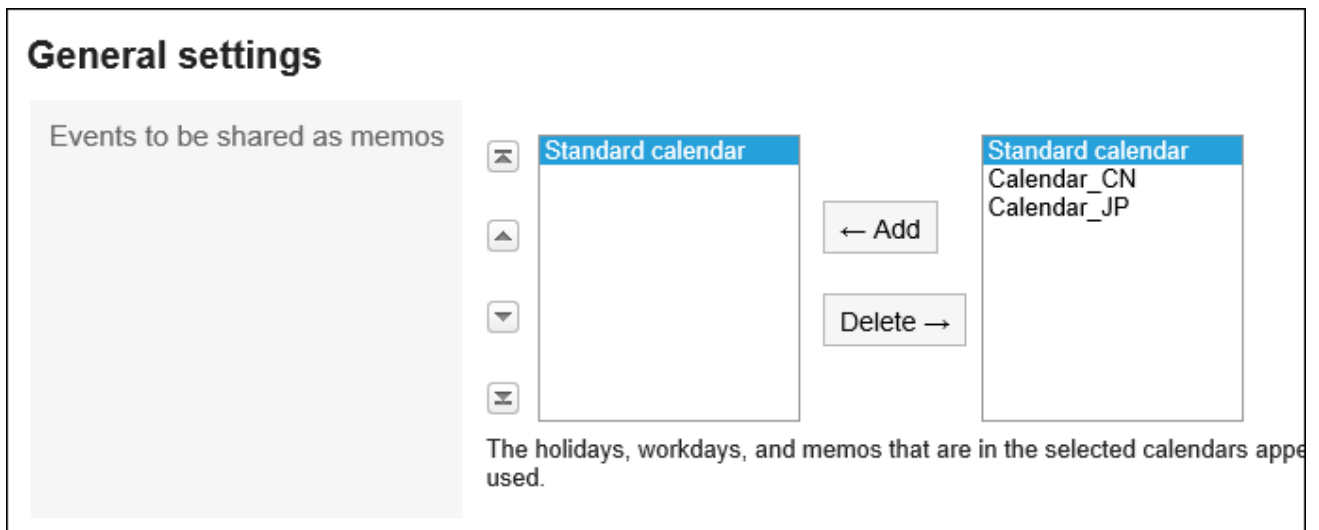 General settings
Events to be shared as memos
Standard calendar
← Add
Delete →
Standard calendar
Calendar_CN
Calendar_JP
The holidays, workdays, and memos that are in the selected calendars appe
used.